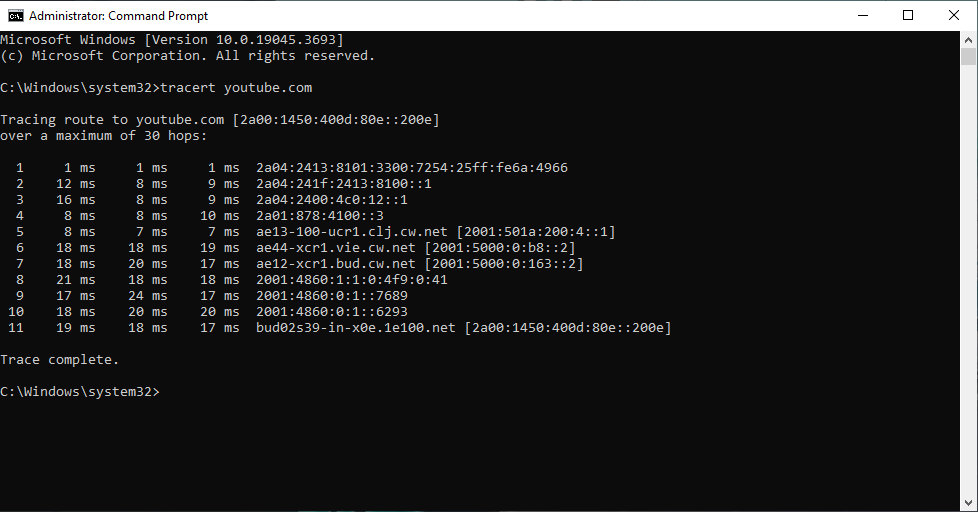 Administrator: Command Prompt
Microsoft Windows [Version 10.0.19045.3693]
(c) Microsoft Corporation. All rights reserved.
C:\Windows\system32>tracert youtube.com
Tracing route to youtube.com [2a00:1450:400d:80e::200e]
over a maximum of 30 hops:
  1     1 ms     1 ms     1 ms  2a04:2413:8101:3300:7254:25ff:fe6a:4966
  2    12 ms     8 ms     9 ms  2a04:241f:2413:8100::1
  3    16 ms     8 ms     9 ms  2a04:2400:4c0:12::1
  4     8 ms     8 ms    10 ms  2a01:878:4100::3
  5     8 ms     7 ms     7 ms  ae13-100-ucr1.clj.cw.net [2001:501a:200:4::1]
  6    18 ms    18 ms    19 ms  ae44-xcr1.vie.cw.net [2001:5000:0:b8::2]
  7    18 ms    20 ms    17 ms  ae12-xcr1.bud.cw.net [2001:5000:0:163::2]
  8    21 ms    18 ms    18 ms  2001:4860:1:1:0:4f9:0:41
  9    17 ms    24 ms    17 ms  2001:4860:0:1::7689
 10    18 ms    20 ms    20 ms  2001:4860:0:1::6293
 11    19 ms    18 ms    17 ms  bud02s39-in-x0e.1e100.net [2a00:1450:400d:80e::200e]
Trace complete.
C:\Windows\system32>